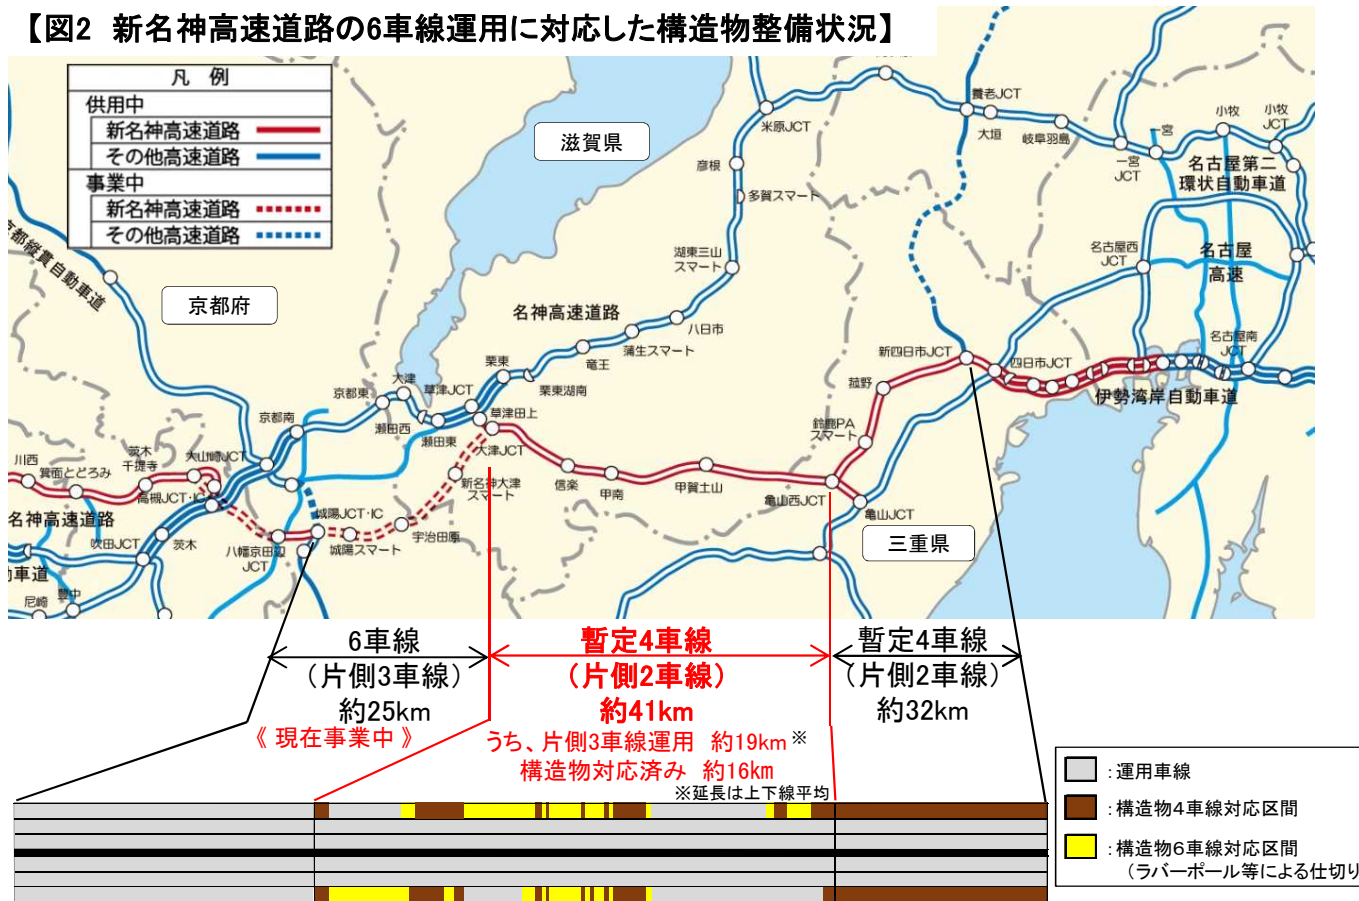 【図2 新名神高速道路の6車線運用に対応した構造物整備状況】
凡 例
供用中
新名神高速道路
その他高速道路
事業中
新名神高速道路
その他高速道路
滋賀県
京都府
三重県
京都縦貫自動車道
名神高速道路
米原JCT
彦根
多賀スマート
湖東三山
スマート
八日市
蒲生スマート
竜王
栗東湖南
栗東
草津JCT
草津田上
大津JCT
瀬田東
瀬田西
大津
京都東
京都南
大山崎JCT
茨木
千提寺
高槻JCT・IC
箕面とどろみ
川西
名神高速道路
吹田JCT
茨木
動車道
豊中
尼崎
八幡京田辺
JCT
城陽JCT・IC
城陽スマート
宇治田原
新名神大津
スマート
信楽
甲南
甲賀土山
亀山西JCT
亀山JCT
鈴鹿PA
スマート
菰野
新四日市JCT
四日市JCT
伊勢湾岸自動車道
養老JCT
大垣
岐阜羽島
一宮
JCT
一宮
小牧
小牧
JCT
名古屋第二
環状自動車道
名古屋西
JCT
名古屋
高速
名古屋南
JCT
6車線
(片側3車線)
約25km
《 現在事業中 》
暫定4車線
(片側2車線)
約41km
うち、片側3車線運用 約19km※
構造物対応済み 約16km
※延長は上下線平均
暫定4車線
(片側2車線)
約32km
:運用車線
:構造物4車線対応区間
:構造物6車線対応区間
(ラバーポール等による仕切り